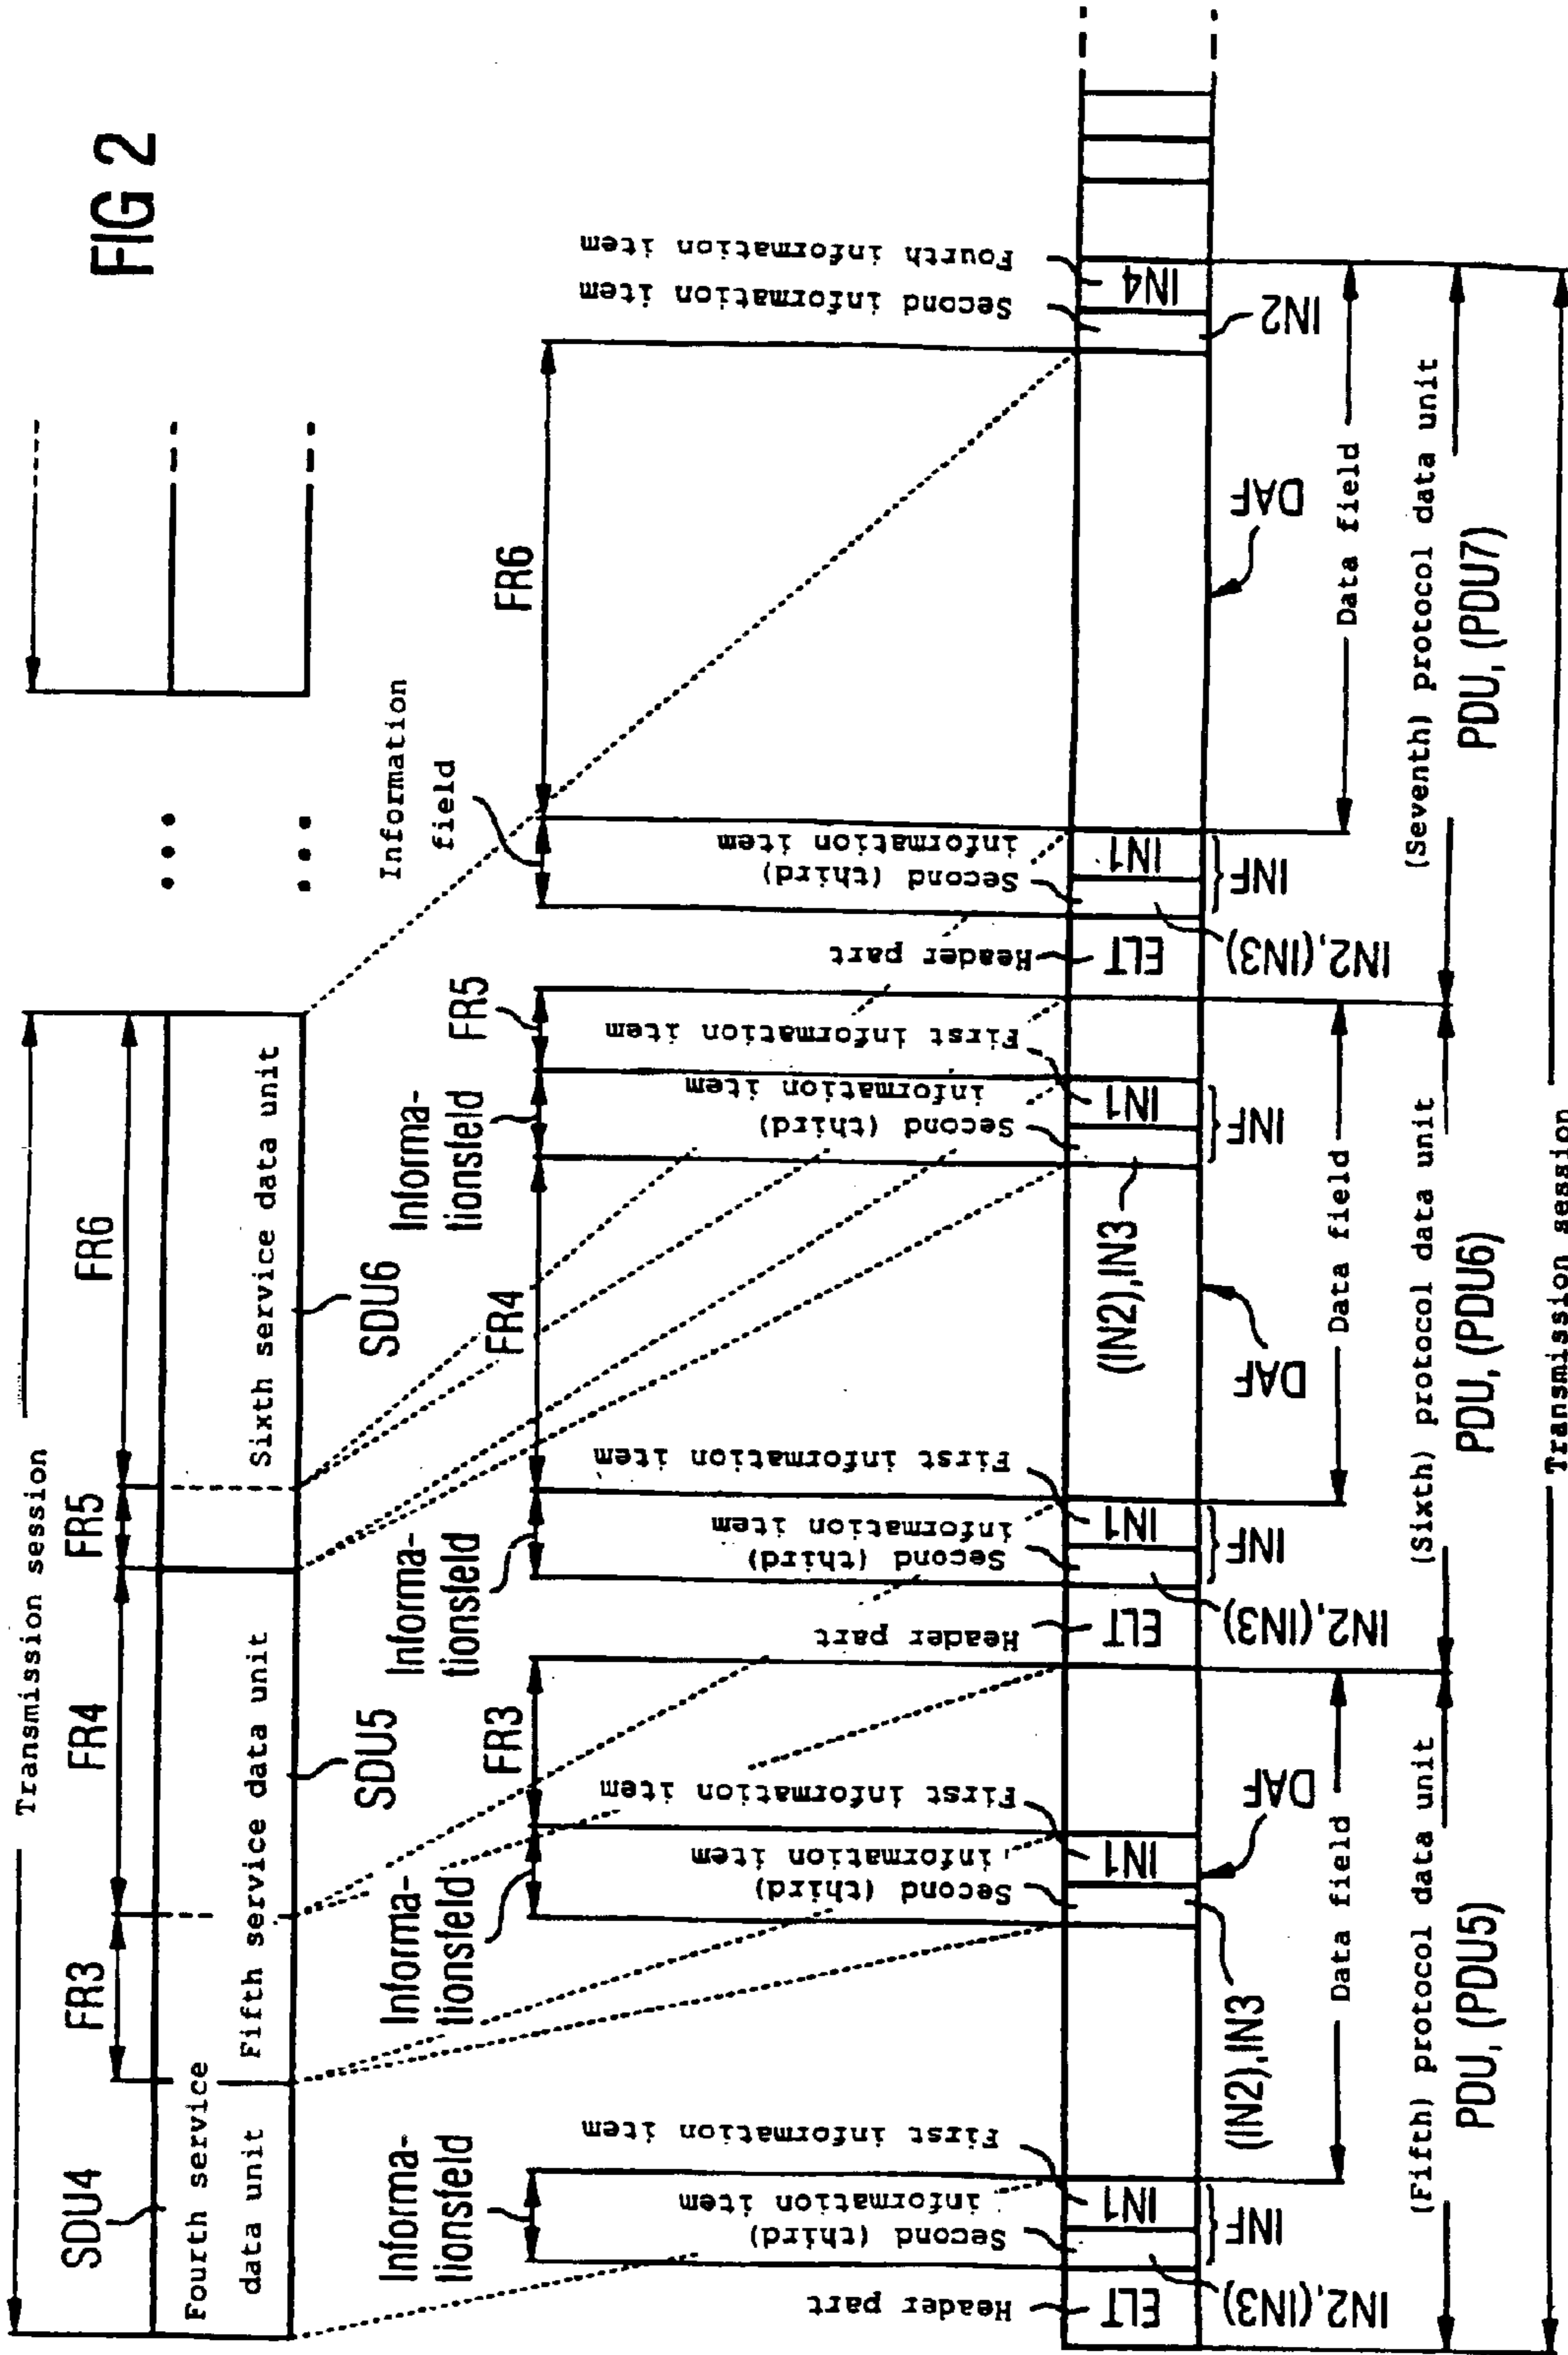 FIG 2
Transmission session
SDU4
FR3
FR4
FR5
FR6
Fourth service
data unit
Fifth service data unit
Sixth service data unit
SDU5
SDU6
Informa-
tionsfeld
Informa-
tionsfeld
FR3
Informa-
tionsfeld
FR4
Informa-
tionsfeld
FR5
Information
field
FR6
Header part
Second (third)
information item
First information item
Second (third)
information item
First information item
Header part
Second (third)
information item
First information item
Second (third)
information item
First information item
Header part
Second (third)
information item
Second information item
Fourth information item
ELT
IN1
IN1
ELT
IN1
IN1
ELT
IN1
IN4
IN2,(IN3)
INF
(IN2),IN3
DAF
IN2,(IN3)
INF
DAF
(IN2),IN3
INF
IN2,(IN3)
INF
DAF
IN2
Data field
Data field
Data field
(Fifth) protocol data unit
PDU, (PDU5)
(Sixth) protocol data unit
PDU, (PDU6)
(Seventh) protocol data unit
PDU, (PDU7)
Transmission session